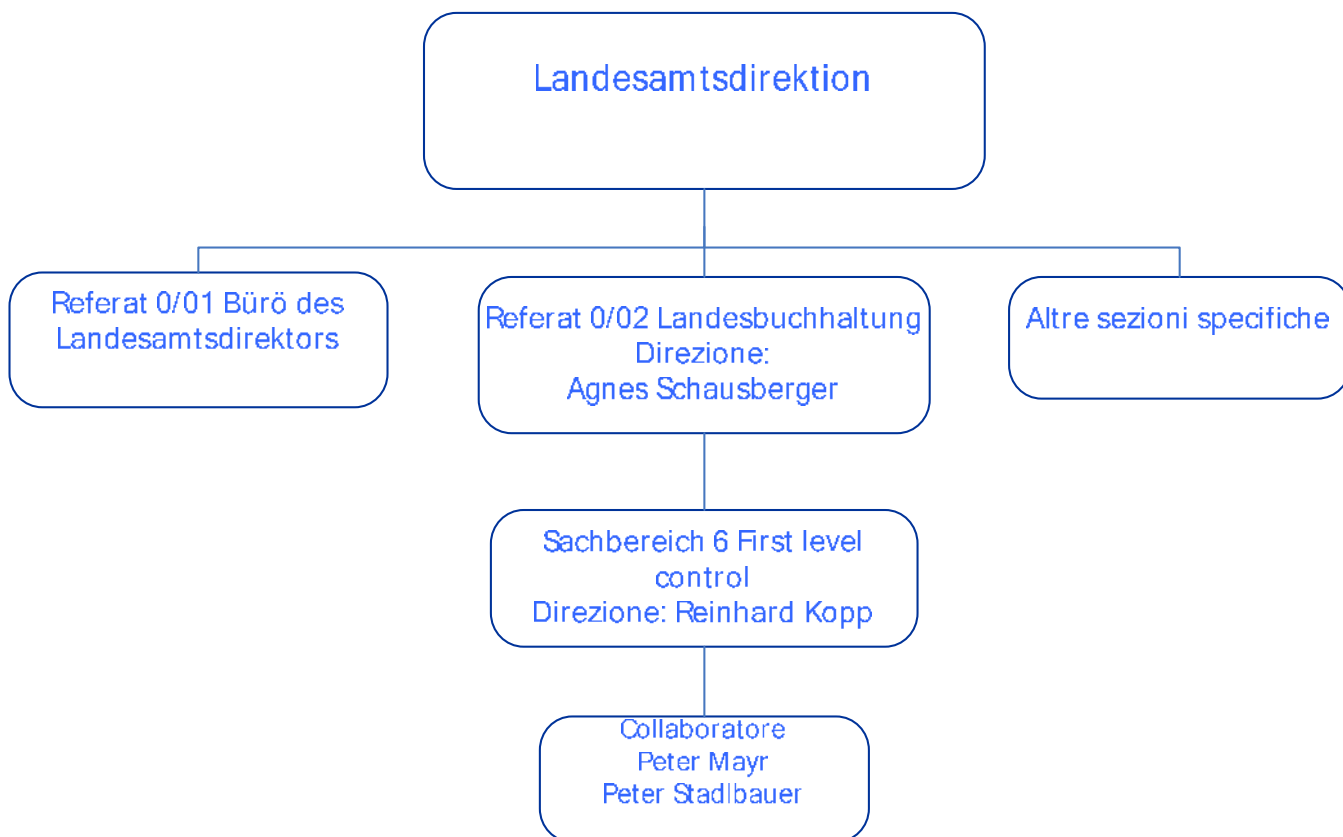 Landesamtsdirektion
Referat 0/01 Bürö des
Landesamtsdirektors
Referat 0/02 Landesbuchhaltung
Direzione:
Agnes Schausberger
Altre sezioni specifiche
Sachbereich 6 First level
control
Direzione: Reinhard Kopp
Collaboratore
Peter Mayr
Peter Stadlbauer